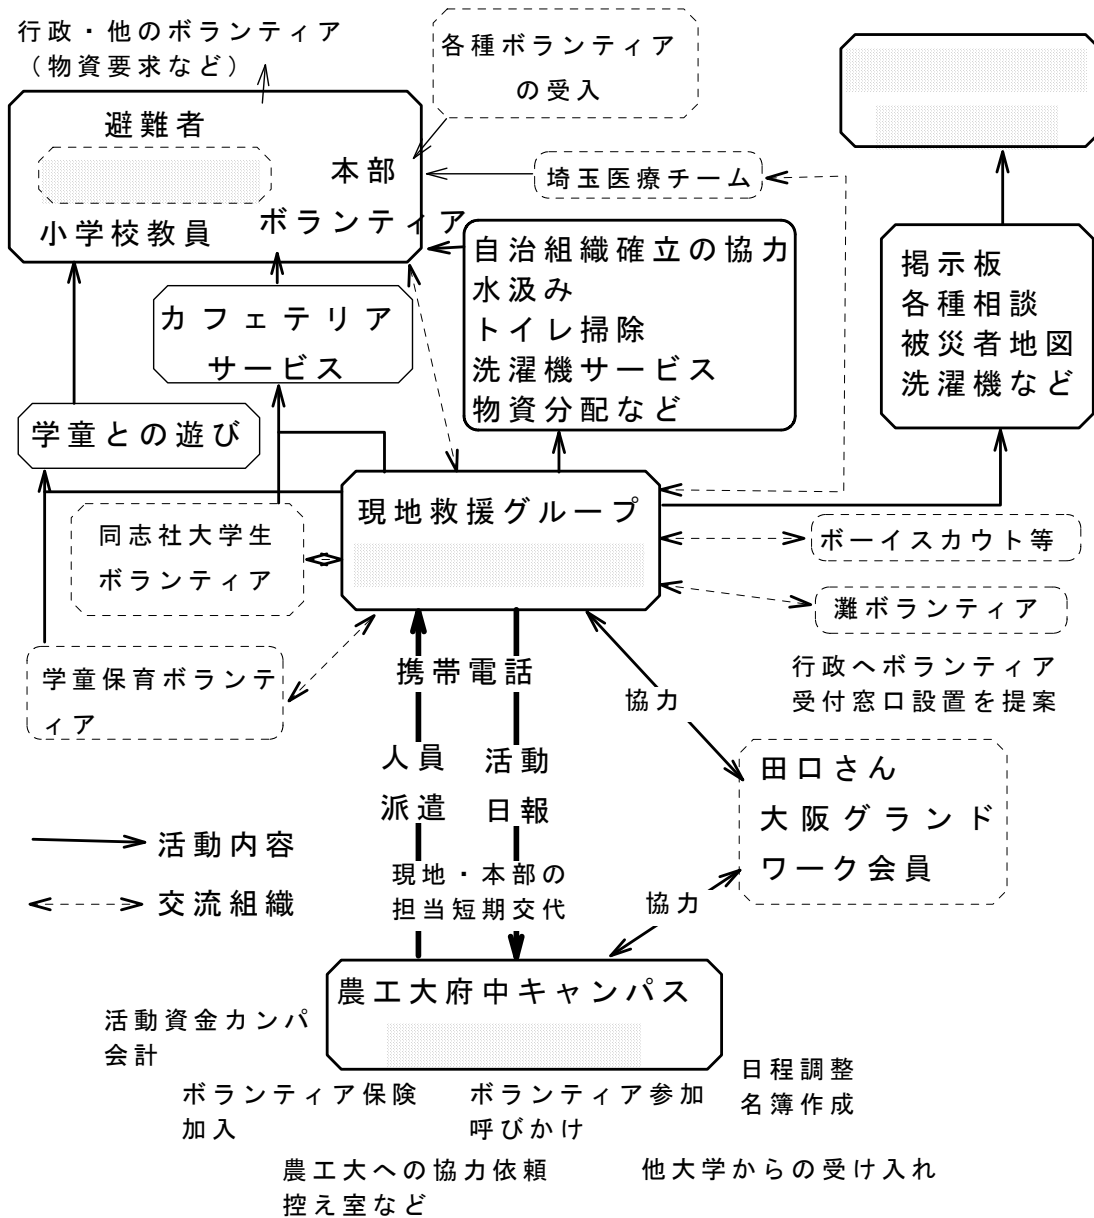 行政・他のボランティア
（物資要求など）
各種ボランティア
の受入
避難者
本部
小学校教員
ボランティア
埼玉医療チーム
自治組織確立の協力
水汲み
トイレ掃除
洗濯機サービス
物資分配など
掲示板
各種相談
被災者地図
洗濯機など
カフェテリア
サービス
学童との遊び
現地救援グループ
同志社大学生
ボランティア
ボーイスカウト等
灘ボランティア
学童保育ボランテ
ィア
携帯電話
行政へボランティア
受付窓口設置を提案
協力
人員
派遣
活動
日報
田口さん
大阪グランド
ワーク会員
活動内容
交流組織
現地・本部の
担当短期交代
協力
農工大府中キャンパス
活動資金カンパ
会計
ボランティア保険
加入
ボランティア参加
呼びかけ
日程調整
名簿作成
農工大への協力依頼
控え室など
他大学からの受け入れ